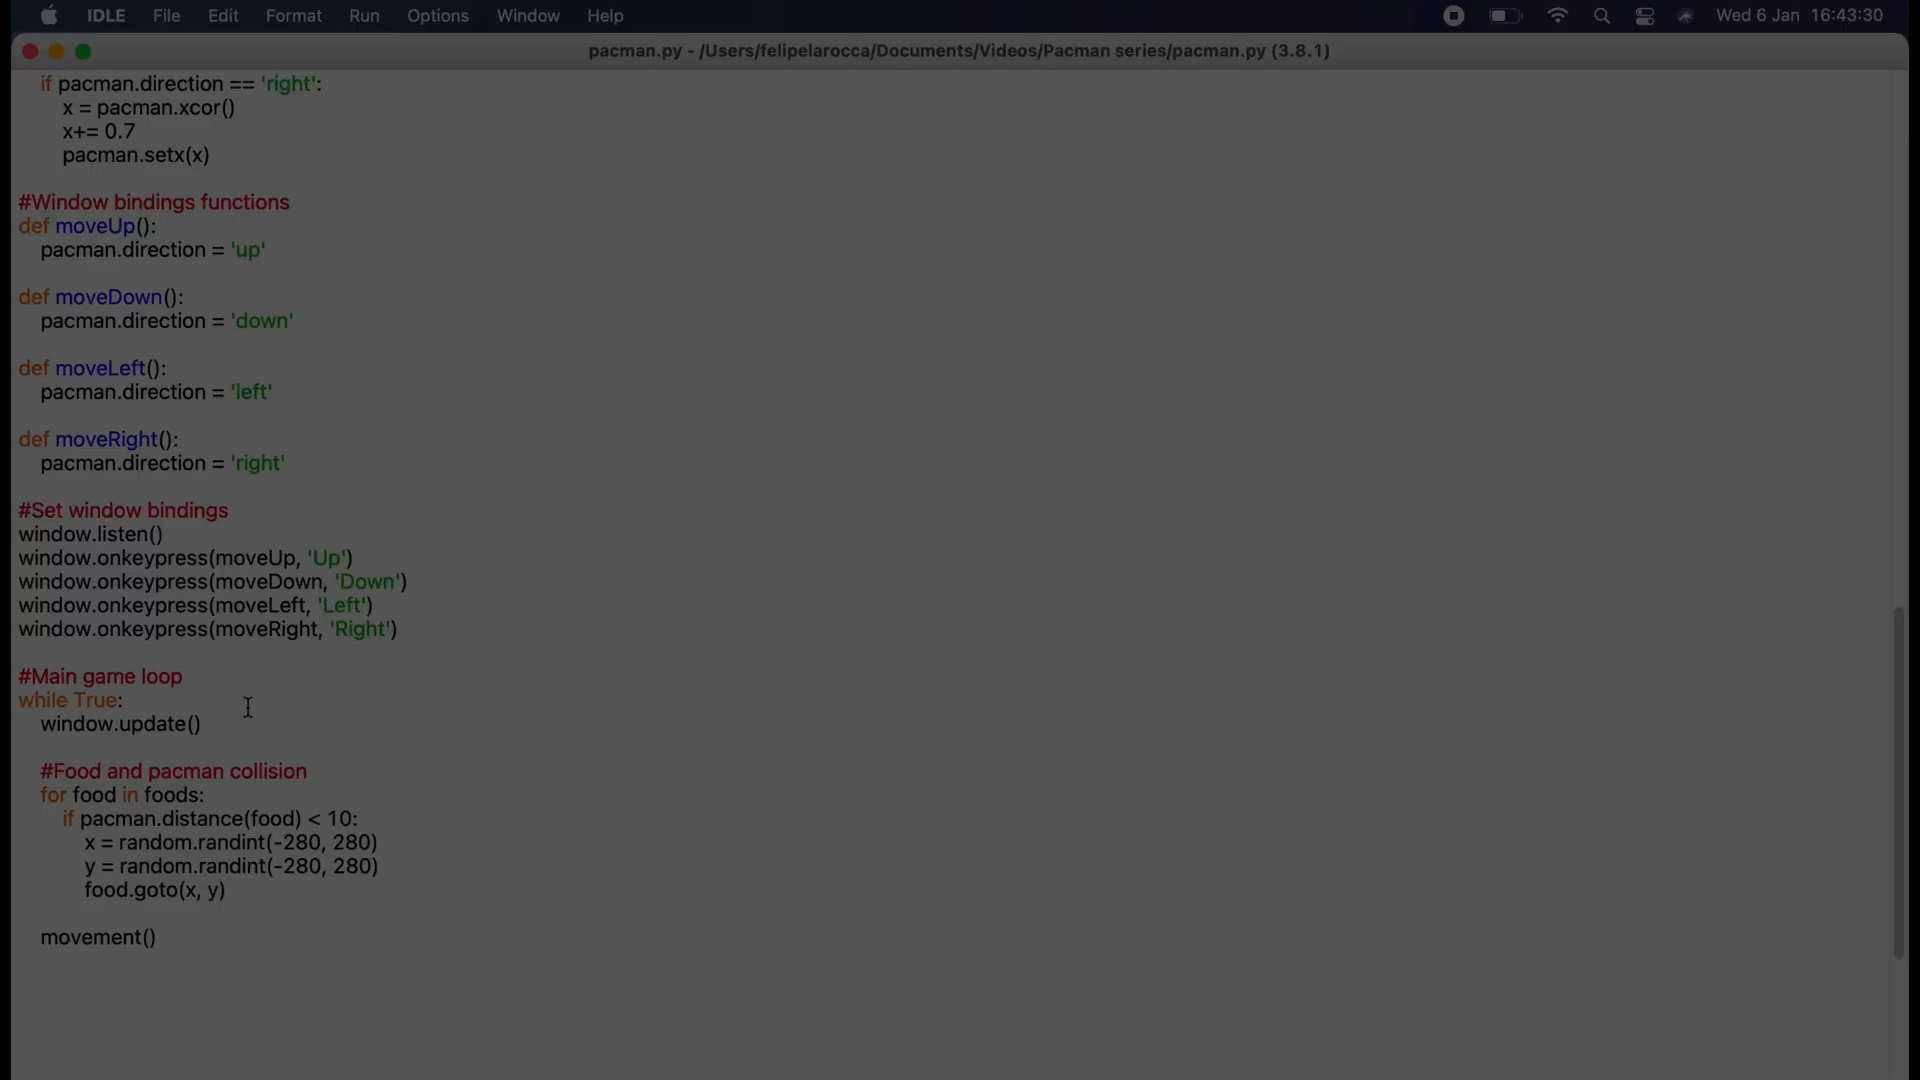 IDLE File Edit Format Run Options Window Help Wed 6 Jan 16:43:30
pacman.py - /Users/felipelarocca/Documents/Videos/Pacman series/pacman.py (3.8.1)
if pacman.direction == 'right':
x = pacman.xcor()
x+= 0.7
pacman.setx(x)
#Window bindings functions
def moveUp():
pacman.direction = 'up'
def moveDown():
pacman.direction = 'down'
def moveLeft():
pacman.direction = 'left'
def moveRight():
pacman.direction = 'right'
#Set window bindings
window.listen()
window.onkeypress(moveUp, 'Up')
window.onkeypress(moveDown, 'Down')
window.onkeypress(moveLeft, 'Left')
window.onkeypress(moveRight, 'Right')
#Main game loop
while True:
window.update()
#Food and pacman collision
for food in foods:
if pacman.distance(food) < 10:
x = random.randint(-280, 280)
y = random.randint(-280, 280)
food.goto(x, y)
movement()